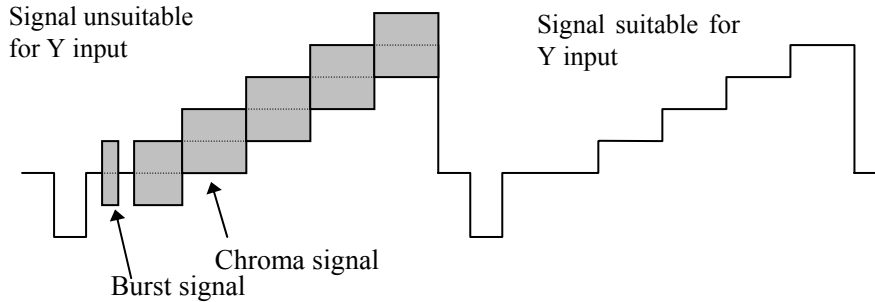 Signal unsuitable
for Y input
Signal suitable for
Y input
Chroma signal
Burst signal